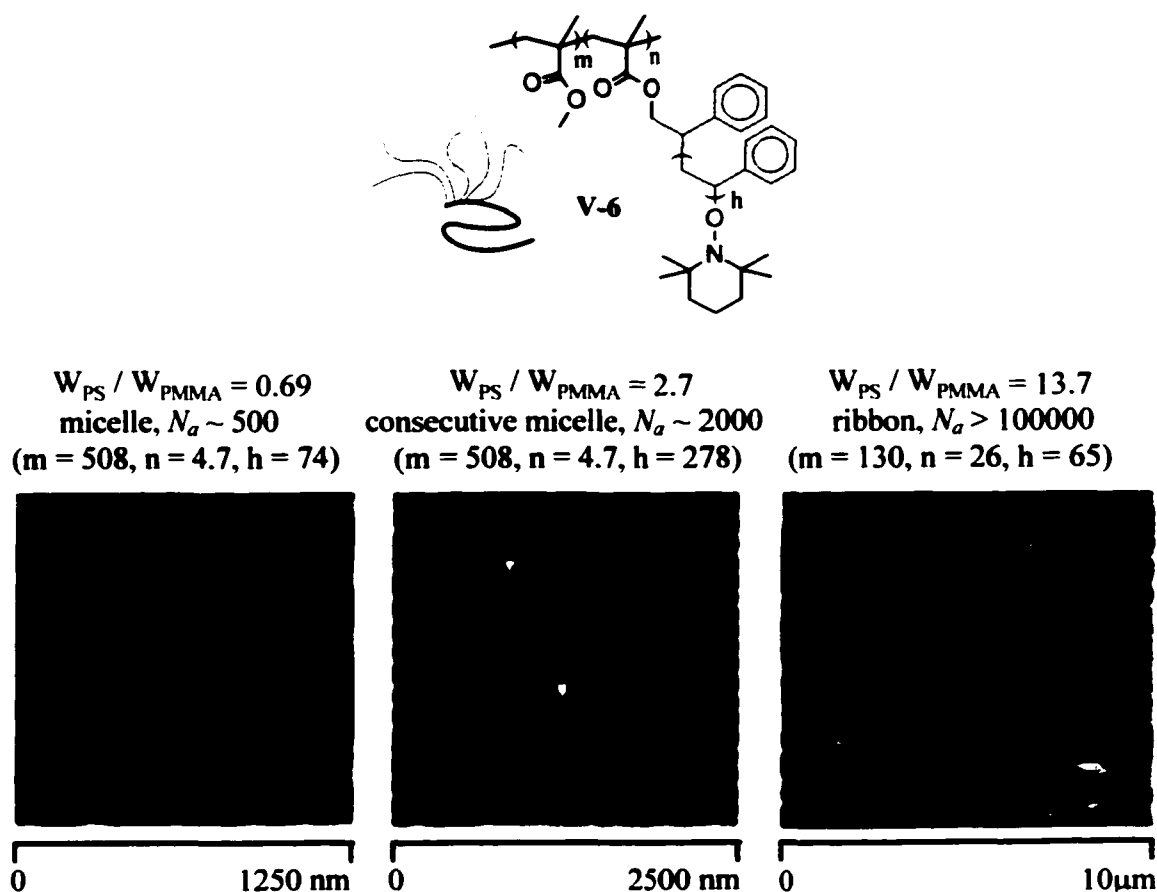 m
n
O
O
O
O
V-6
h
O
N
W_PS / W_PMMA = 0.69
micelle, N_a ~ 500
(m = 508, n = 4.7, h = 74)
W_PS / W_PMMA = 2.7
consecutive micelle, N_a ~ 2000
(m = 508, n = 4.7, h = 278)
W_PS / W_PMMA = 13.7
ribbon, N_a > 100000
(m = 130, n = 26, h = 65)
0 1250 nm
0 2500 nm
0 10μm